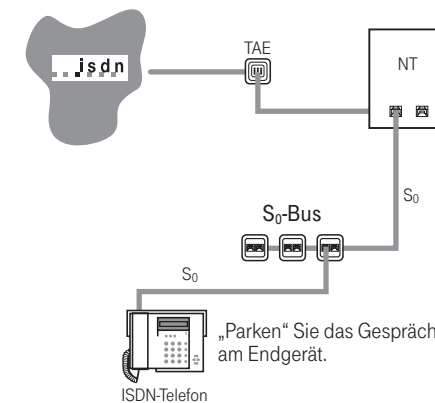 isdn
TAE
NT
S₀
S₀-Bus
S₀
„Parken“ Sie das Gespräch
am Endgerät.
ISDN-Telefon